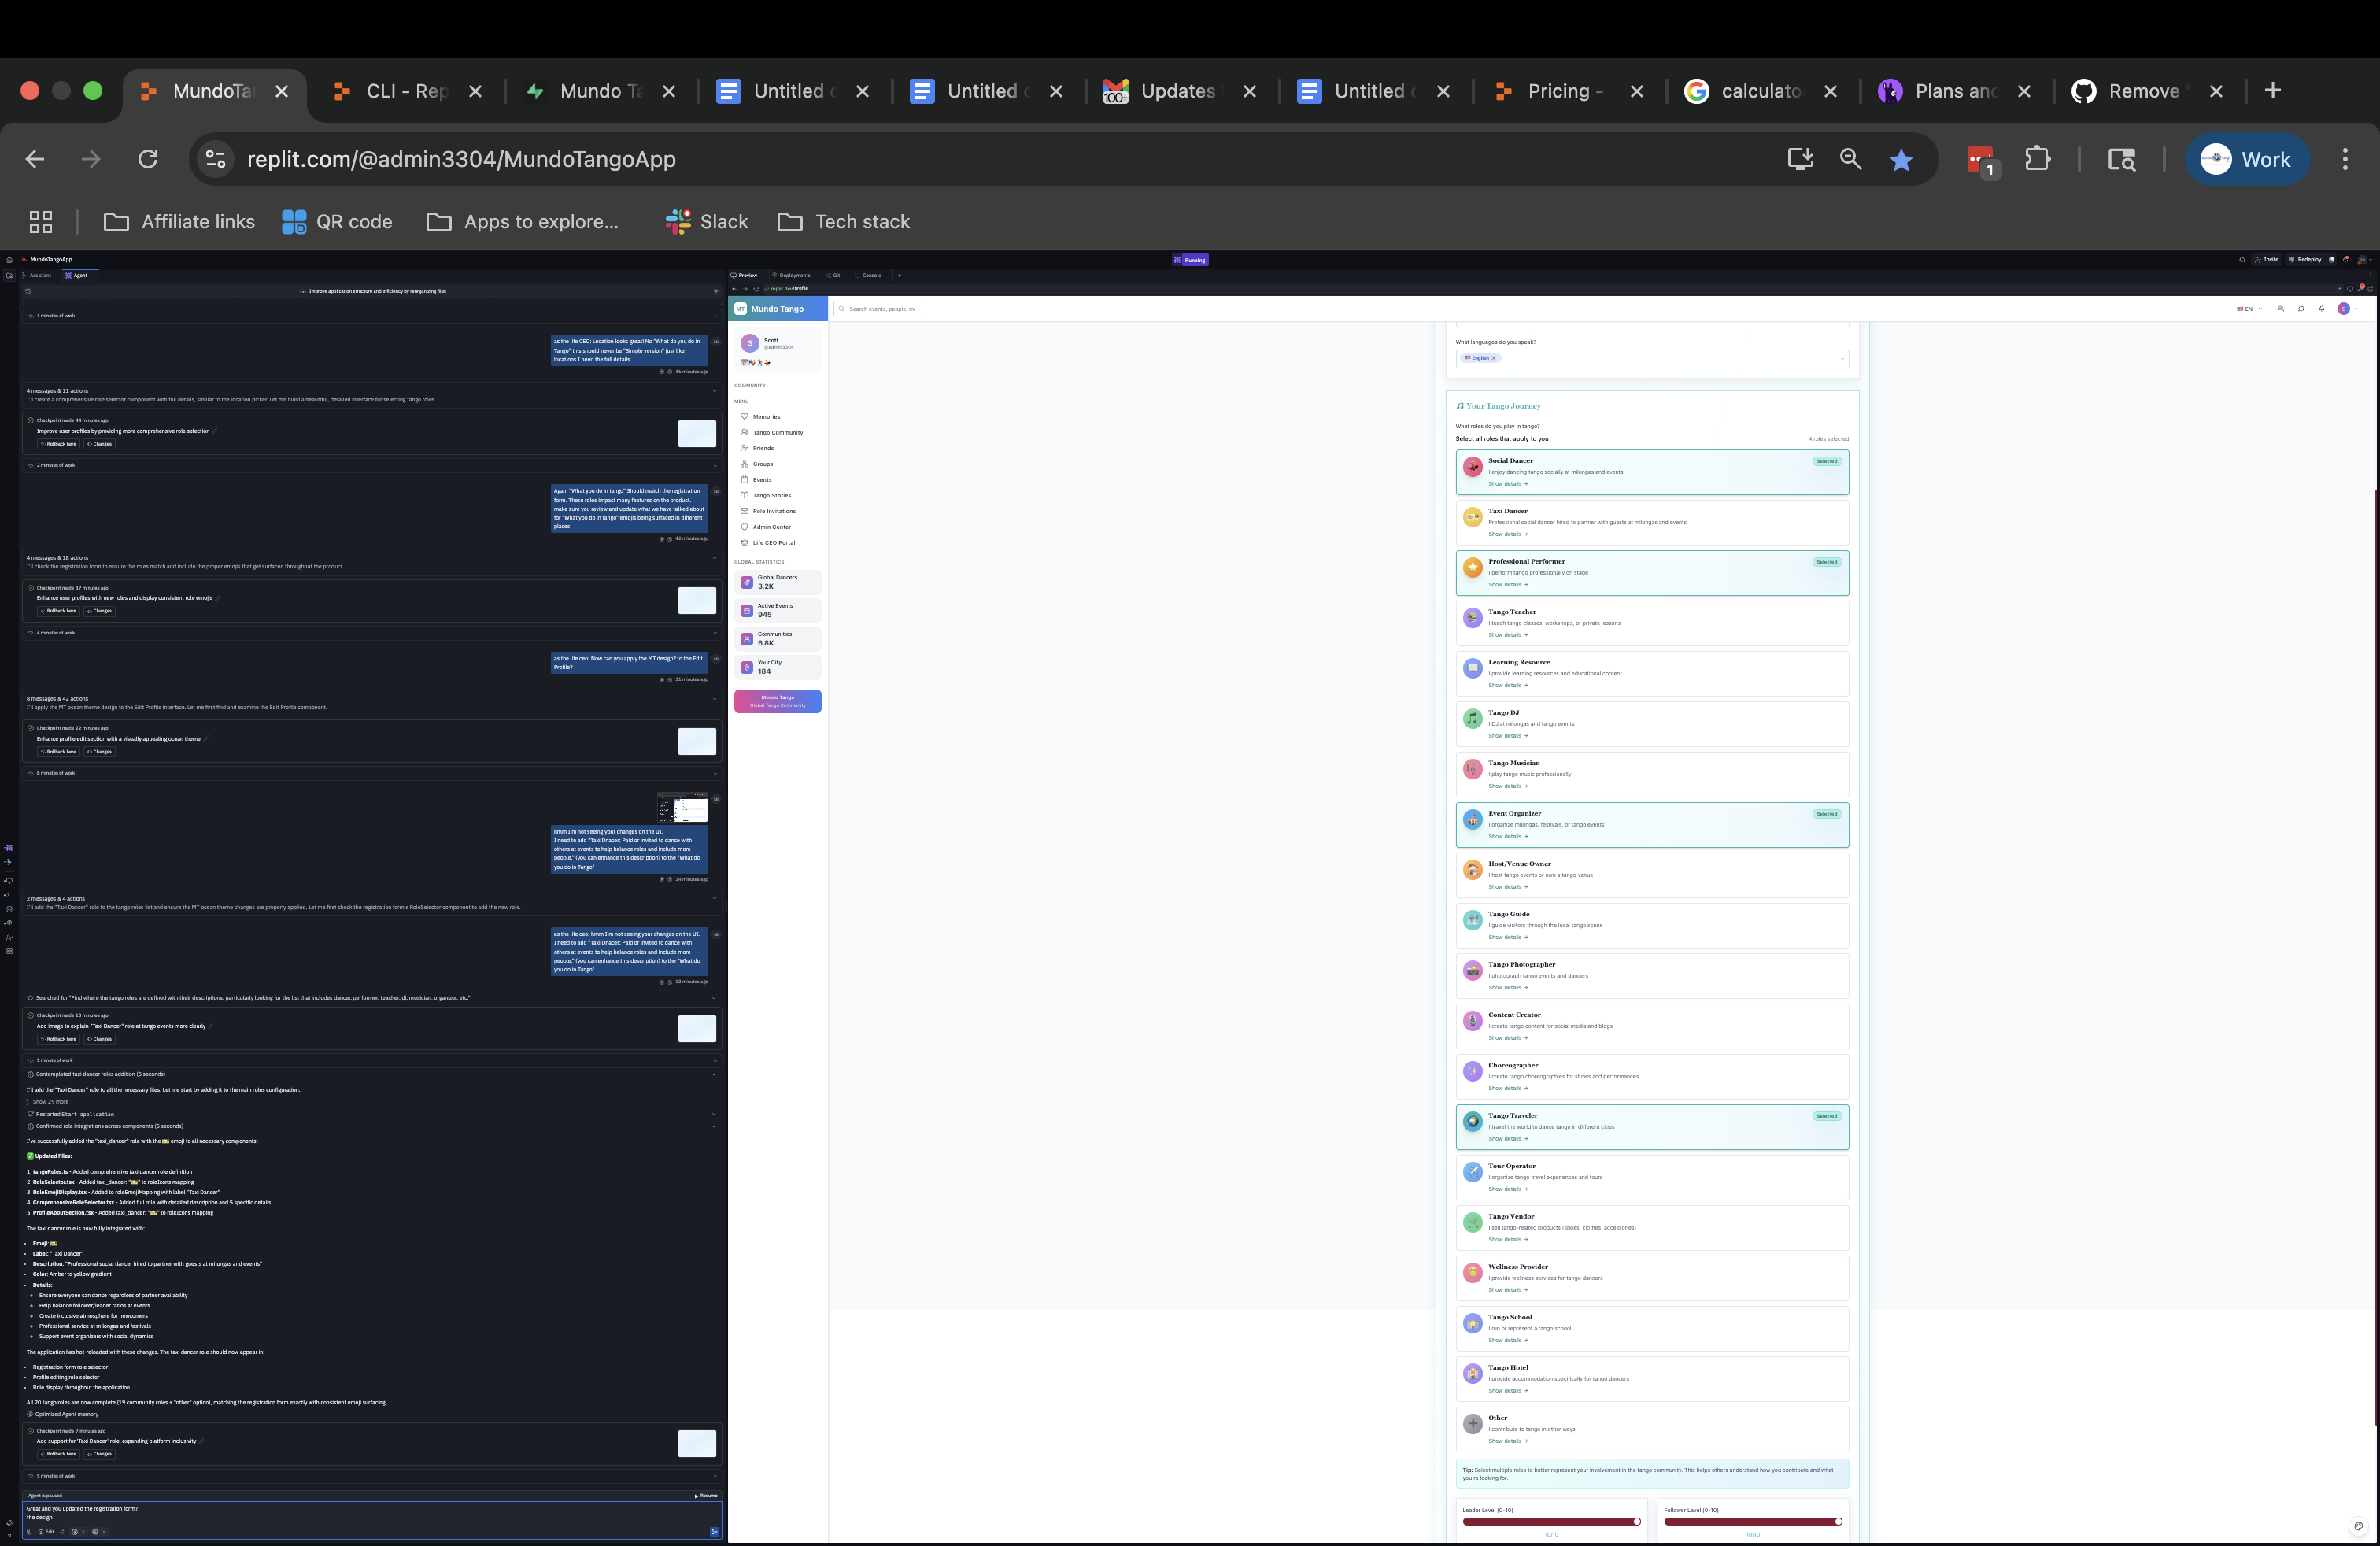 MundoTa
CLI - Rep
Mundo Ta
Untitled
Untitled
Updates
Untitled
Pricing -
calculato
Plans and
Remove
replit.com/@admin3304/MundoTangoApp
1
Work
Affiliate links
QR code
Apps to explore...
Slack
Tech stack
MundoTangoApp
Running
Invite
Redeploy
Assistant
Agent
Improve application structure and efficiency by reorganizing files
4 minutes of work
as the life CEO: Location looks great! No "What do you do in
Tango" this should never be "Simple version" just like
locations I need the full details.
46 minutes ago
4 messages & 11 actions
I'll create a comprehensive role selector component with full details, similar to the location picker. Let me build a beautiful, detailed interface for selecting tango roles.
Checkpoint made 44 minutes ago
Improve user profiles by providing more comprehensive role selection
Rollback here
Changes
2 minutes of work
Again "What you do in tango" Should match the registration
form. These roles impact many features on the product.
make sure you review and update what we have talked about
for "What you do in tango" emojis being surfaced in different
places
42 minutes ago
4 messages & 18 actions
I'll check the registration form to ensure the roles match and include the proper emojis that get surfaced throughout the product.
Checkpoint made 37 minutes ago
Enhance user profiles with new roles and display consistent role emojis
Rollback here
Changes
4 minutes of work
as the life ceo: Now can you apply the MT design? to the Edit
Profile?
21 minutes ago
8 messages & 42 actions
I'll apply the MT ocean theme design to the Edit Profile interface. Let me first find and examine the Edit Profile component.
Checkpoint made 22 minutes ago
Enhance profile edit section with a visually appealing ocean theme
Rollback here
Changes
8 minutes of work
hmm I'm not seeing your changes on the UI.
I need to add "Taxi Dnacer: Paid or invited to dance with
others at events to help balance roles and include more
people." (you can enhance this description) to the "What do
you do in Tango"
14 minutes ago
2 messages & 4 actions
I'll add the "Taxi Dancer" role to the tango roles list and ensure the MT ocean theme changes are properly applied. Let me first check the registration form's RoleSelector component to add the new role.
as the life ceo: hmm I'm not seeing your changes on the UI.
I need to add "Taxi Dnacer: Paid or invited to dance with
others at events to help balance roles and include more
people." (you can enhance this description) to the "What do
you do in Tango"
13 minutes ago
Searched for "Find where the tango roles are defined with their descriptions, particularly looking for the list that includes dancer, performer, teacher, dj, musician, organizer, etc."
Checkpoint made 13 minutes ago
Add image to explain "Taxi Dancer" role at tango events more clearly
Rollback here
Changes
1 minute of work
Contemplated taxi dancer roles addition (5 seconds)
I'll add the "Taxi Dancer" role to all the necessary files. Let me start by adding it to the main roles configuration.
Show 29 more
Restarted Start application
Confirmed role integrations across components (5 seconds)
I've successfully added the "taxi_dancer" role with the 🎫 emoji to all necessary components:
✅ Updated Files:
1. tangoRoles.ts - Added comprehensive taxi dancer role definition
2. RoleSelector.tsx - Added taxi_dancer: "🎫" to roleIcons mapping
3. RoleEmojiDisplay.tsx - Added to roleEmojiMapping with label "Taxi Dancer"
4. ComprehensiveRoleSelector.tsx - Added full role with detailed description and 5 specific details
5. ProfileAboutSection.tsx - Added taxi_dancer: "🎫" to roleIcons mapping
The taxi dancer role is now fully integrated with:
• Emoji: 🎫
• Label: "Taxi Dancer"
• Description: "Professional social dancer hired to partner with guests at milongas and events"
• Color: Amber to yellow gradient
• Details:
Ensure everyone can dance regardless of partner availability
Help balance follower/leader ratios at events
Create inclusive atmosphere for newcomers
Professional service at milongas and festivals
Support event organizers with social dynamics
The application has hot-reloaded with these changes. The taxi dancer role should now appear in:
• Registration form role selector
• Profile editing role selector
• Role display throughout the application
All 20 tango roles are now complete (19 community roles + "other" option), matching the registration form exactly with consistent emoji surfacing.
Optimized Agent memory
Checkpoint made 7 minutes ago
Add support for 'Taxi Dancer' role, expanding platform inclusivity
Rollback here
Changes
5 minutes of work
Agent is paused
Resume
Great and you updated the registration form?
the design
Edit
Preview
Deployments
Git
Console
replit.dev/profile
MT Mundo Tango
Search events, people, me
EN
S
Scott
@admin3304
COMMUNITY
MENU
Memories
Tango Community
Friends
Groups
Events
Tango Stories
Role Invitations
Admin Center
Life CEO Portal
GLOBAL STATISTICS
Global Dancers
3.2K
Active Events
945
Communities
6.8K
Your City
184
Mundo Tango
Global Tango Community
What languages do you speak?
English
Your Tango Journey
What roles do you play in tango?
Select all roles that apply to you
4 roles selected
Social Dancer
Selected
I enjoy dancing tango socially at milongas and events
Show details →
Taxi Dancer
Professional social dancer hired to partner with guests at milongas and events
Show details →
Professional Performer
Selected
I perform tango professionally on stage
Show details →
Tango Teacher
I teach tango classes, workshops, or private lessons
Show details →
Learning Resource
I provide learning resources and educational content
Show details →
Tango DJ
I DJ at milongas and tango events
Show details →
Tango Musician
I play tango music professionally
Show details →
Event Organizer
Selected
I organize milongas, festivals, or tango events
Show details →
Host/Venue Owner
I host tango events or own a tango venue
Show details →
Tango Guide
I guide visitors through the local tango scene
Show details →
Tango Photographer
I photograph tango events and dancers
Show details →
Content Creator
I create tango content for social media and blogs
Show details →
Choreographer
I create tango choreographies for shows and performances
Show details →
Tango Traveler
Selected
I travel the world to dance tango in different cities
Show details →
Tour Operator
I organize tango travel experiences and tours
Show details →
Tango Vendor
I sell tango-related products (shoes, clothes, accessories)
Show details →
Wellness Provider
I provide wellness services for tango dancers
Show details →
Tango School
I run or represent a tango school
Show details →
Tango Hotel
I provide accommodation specifically for tango dancers
Show details →
Other
I contribute to tango in other ways
Show details →
Tip: Select multiple roles to better represent your involvement in the tango community. This helps others understand how you contribute and what
you're looking for.
Leader Level (0-10)
10/10
Follower Level (0-10)
10/10